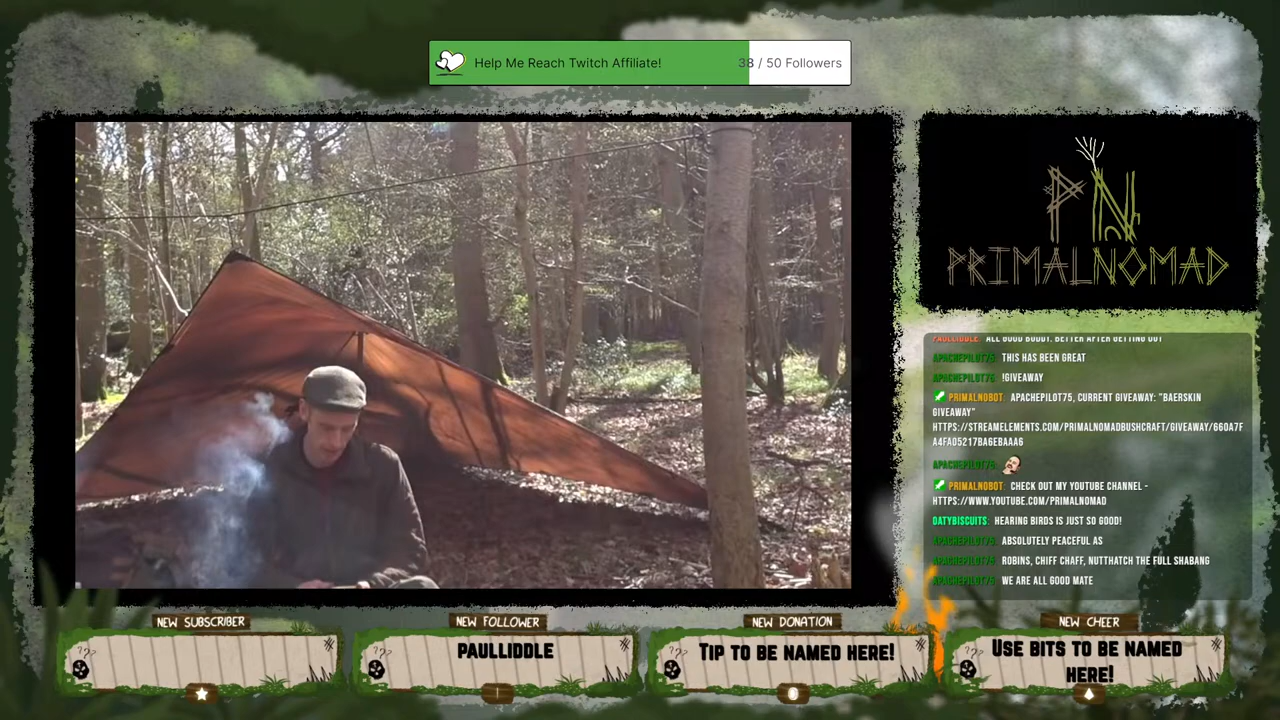 Help Me Reach Twitch Affiliate!
38 / 50 Followers
PN
PRIMALNOMAD
PAULLIDDLE: ALL GOOD BUDDY, BETTER AFTER GETTING OUT
APACHEPILOT75: THIS HAS BEEN GREAT
APACHEPILOT75: !GIVEAWAY
PRIMALNOBOT: APACHEPILOT75, CURRENT GIVEAWAY: "BAERSKIN
GIVEAWAY"
HTTPS://STREAMELEMENTS.COM/PRIMALNOMADBUSHCRAFT/GIVEAWAY/660A7F
A4FA05217BA6EBAAA6
APACHEPILOT75:
PRIMALNOBOT: CHECK OUT MY YOUTUBE CHANNEL -
HTTPS://WWW.YOUTUBE.COM/PRIMALNOMAD
DATYBISCUITS: HEARING BIRDS IS JUST SO GOOD!
APACHEPILOT75: ABSOLUTELY PEACEFUL AS
APACHEPILOT75: ROBINS, CHIFF CHAFF, NUTTHATCH THE FULL SHABANG
APACHEPILOT75: WE ARE ALL GOOD MATE
NEW SUBSCRIBER
NEW FOLLOWER
PAULLIDDLE
NEW DONATION
TIP TO BE NAMED HERE!
NEW CHEER
USE BITS TO BE NAMED
HERE!